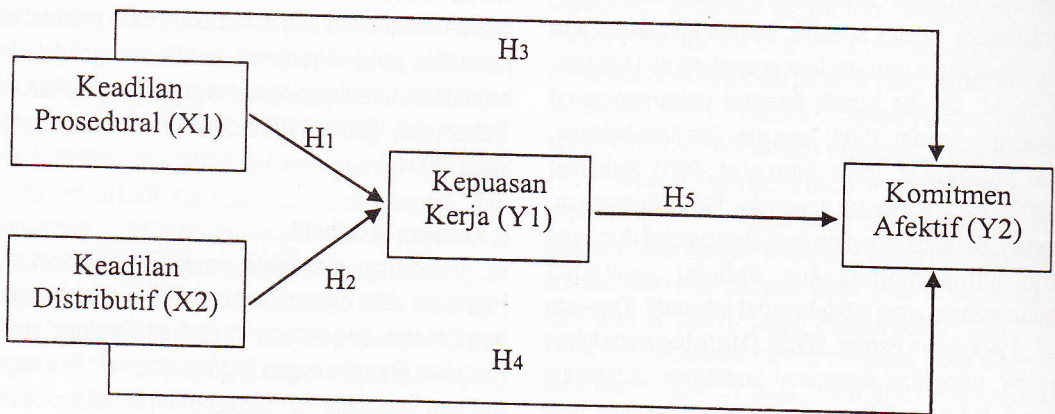 H3
Keadilan
Prosedural (X1)
H1
Kepuasan
Kerja (Y1)
H5
Komitmen
Afektif (Y2)
Keadilan
Distributif (X2)
H2
H4